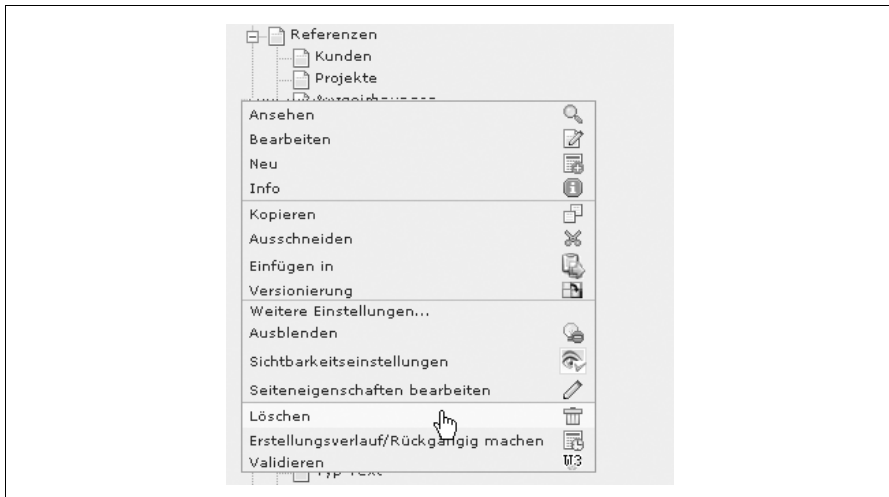 Referenzen
Kunden
Projekte
Ansehen
Bearbeiten
Neu
Info
Kopieren
Ausschneiden
Einfügen in
Versionierung
Weitere Einstellungen...
Ausblenden
Sichtbarkeitseinstellungen
Seiteneigenschaften bearbeiten
Löschen
Erstellungsverlauf/Rückgängig machen
Validieren
W3